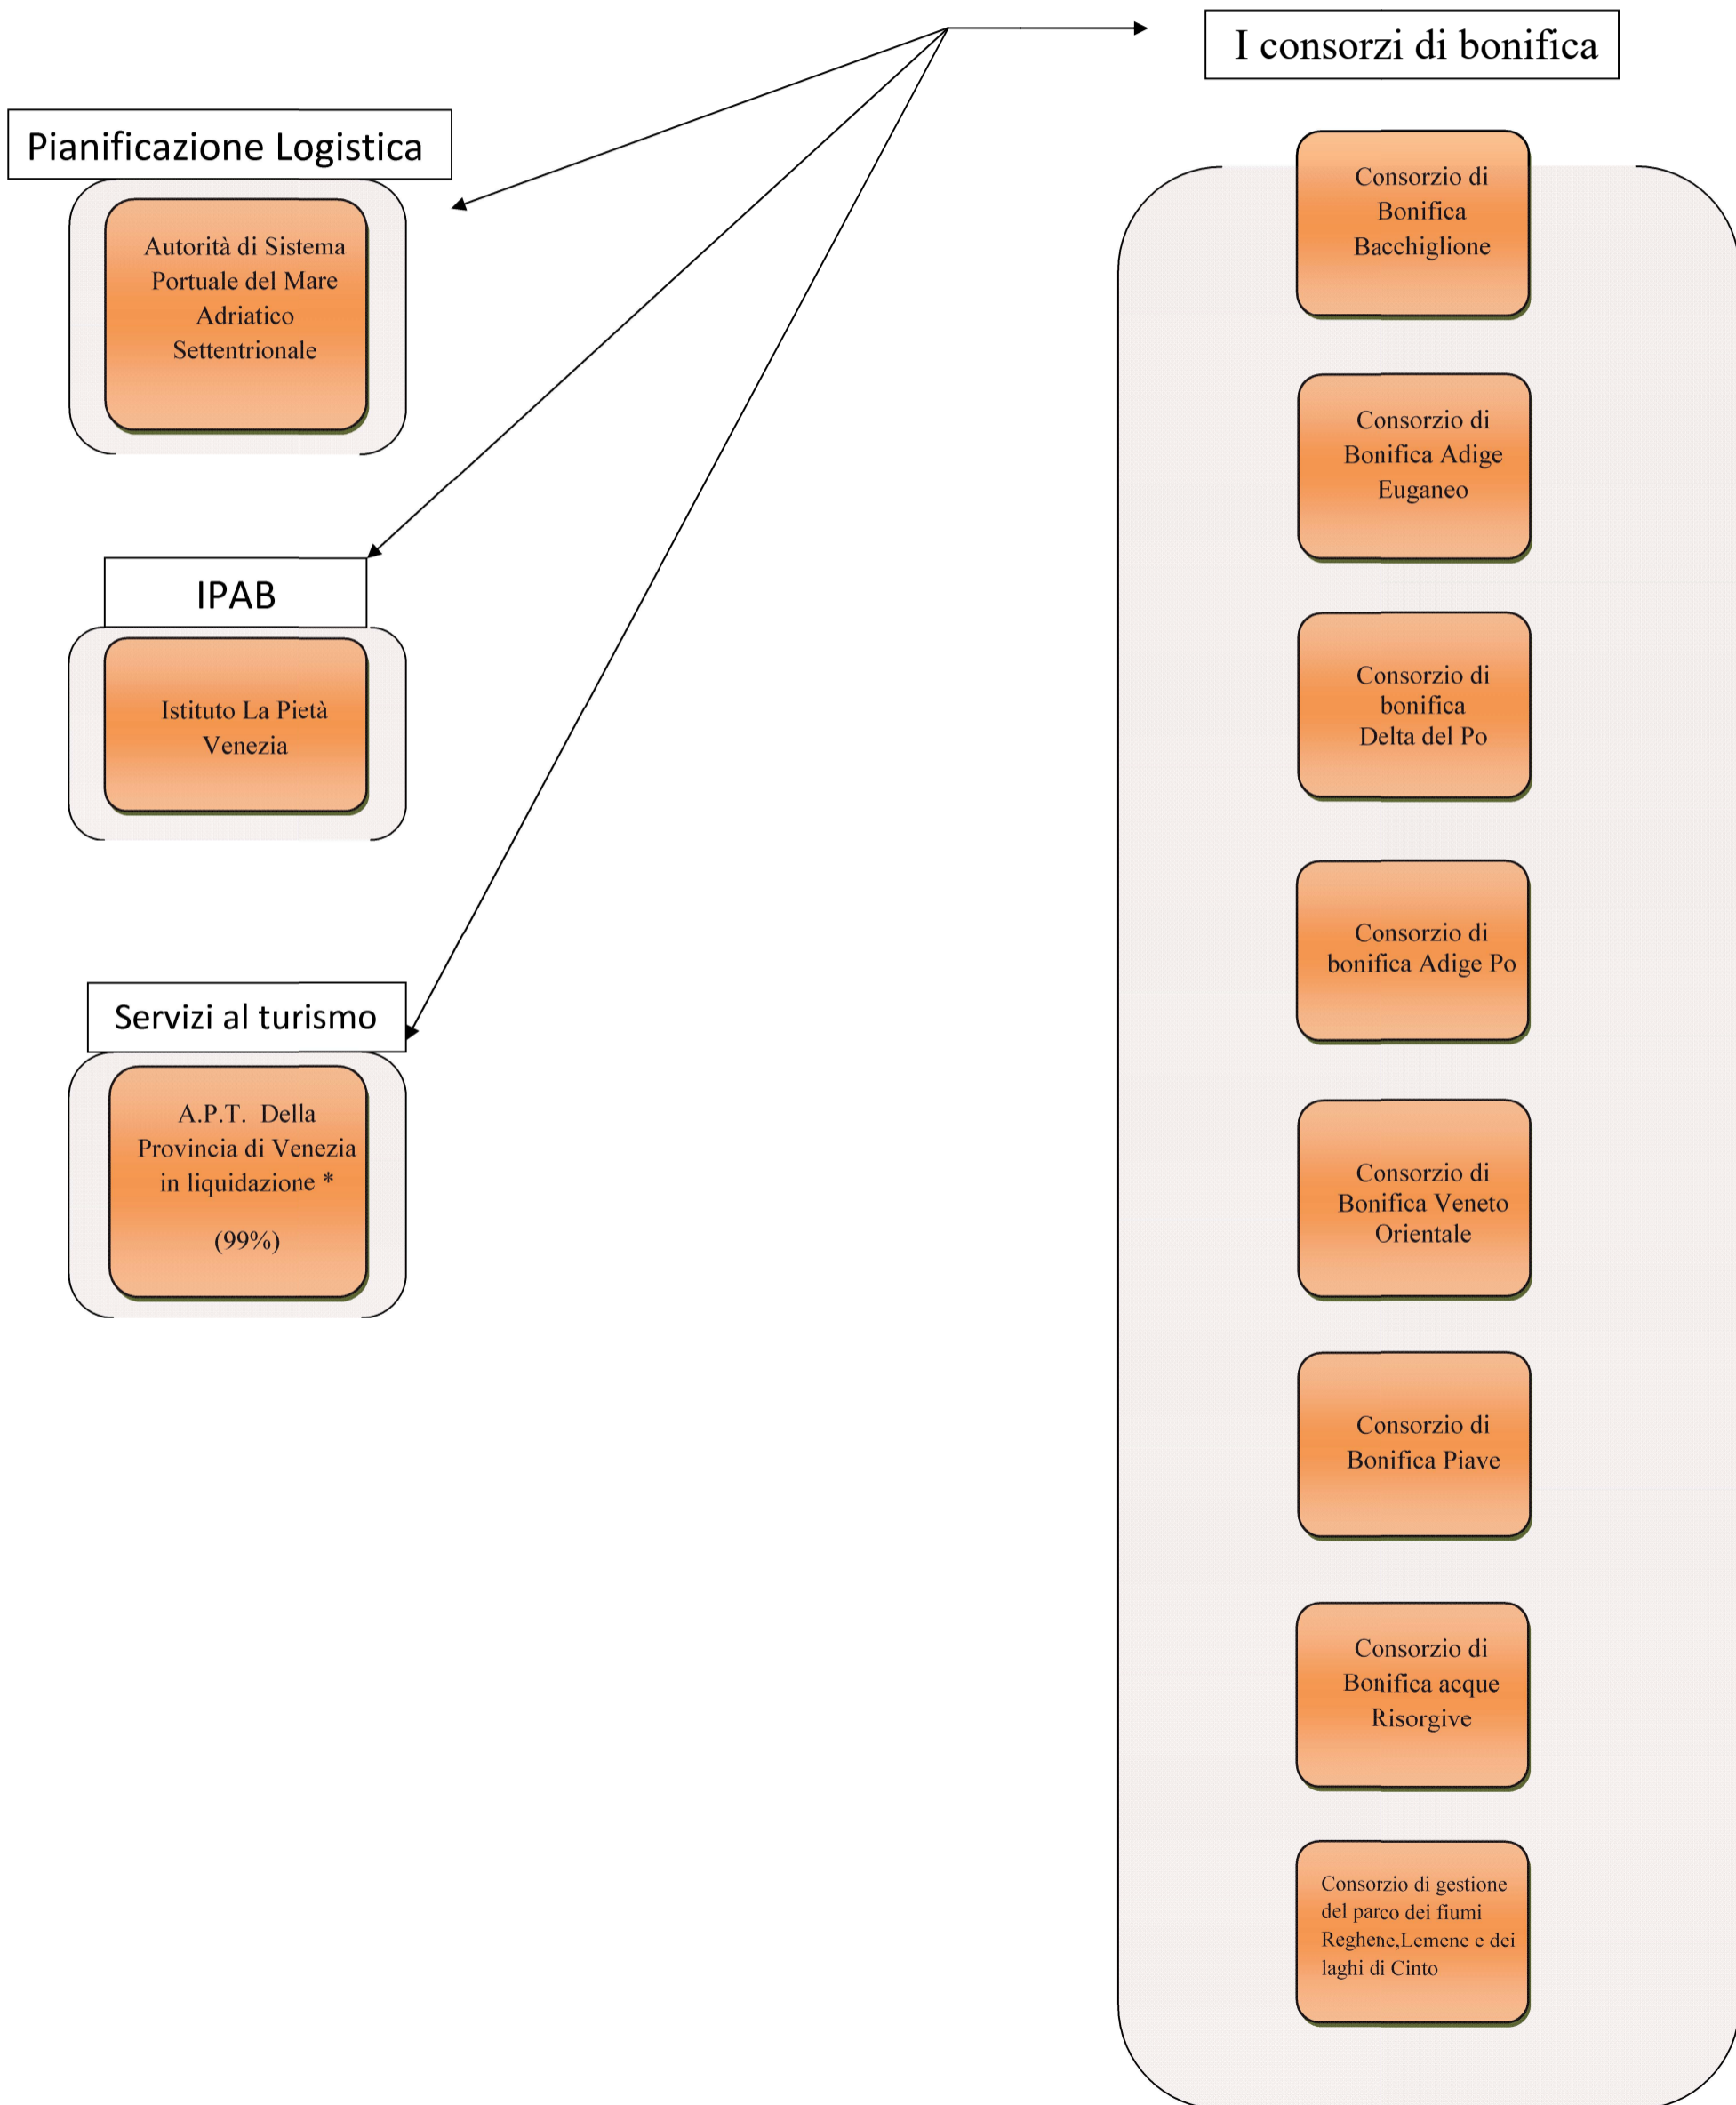 I consorzi di bonifica
Pianificazione Logistica
Autorità di Sistema
Portuale del Mare
Adriatico
Settentrionale
IPAB
Istituto La Pietà
Venezia
Servizi al turismo
A.P.T. Della
Provincia di Venezia
in liquidazione *
(99%)
Consorzio di
Bonifica
Bacchiglione
Consorzio di
Bonifica Adige
Euganeo
Consorzio di
bonifica
Delta del Po
Consorzio di
bonifica Adige Po
Consorzio di
Bonifica Veneto
Orientale
Consorzio di
Bonifica Piave
Consorzio di
Bonifica acque
Risorgive
Consorzio di gestione
del parco dei fiumi
Reghene,Lemene e dei
laghi di Cinto